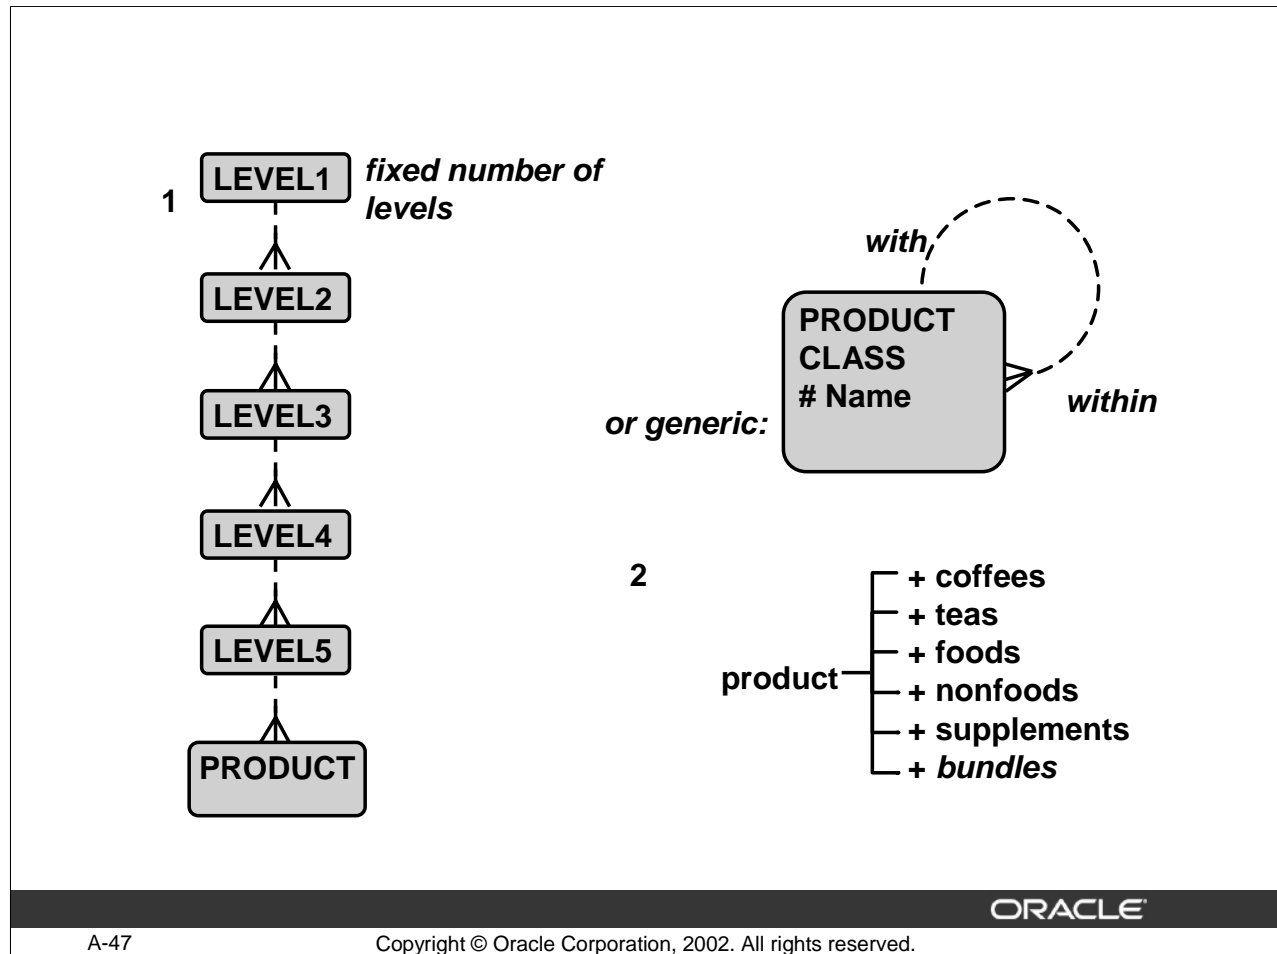 1
LEVEL1
fixed number of
levels
LEVEL2
LEVEL3
LEVEL4
LEVEL5
PRODUCT
with
PRODUCT
CLASS
# Name
within
or generic:
2
product
+ coffees
+ teas
+ foods
+ nonfoods
+ supplements
+ bundles
ORACLE
A-47
Copyright © Oracle Corporation, 2002. All rights reserved.